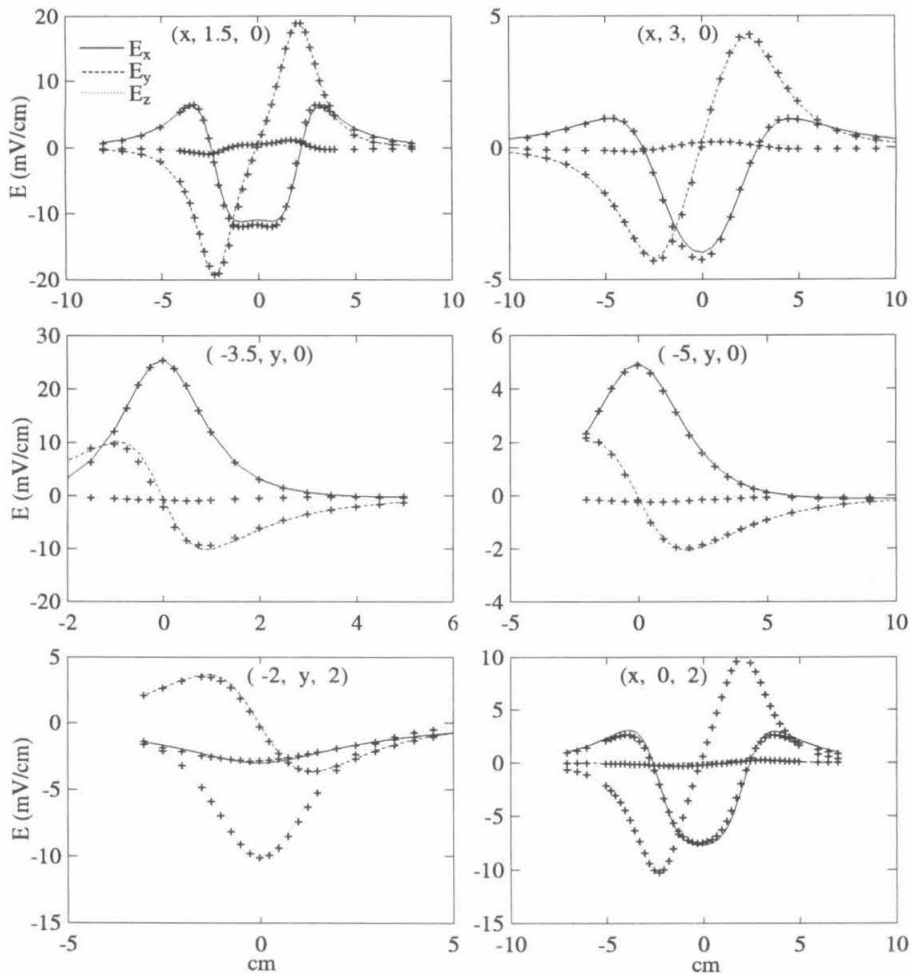 (x, 1.5, 0)
E_x
E_y
E_z
20
10
0
-10
-20
E (mV/cm)
-10 -5 0 5 10
(x, 3, 0)
5
0
-5
-10 -5 0 5 10
( -3.5, y, 0)
30
20
10
0
-10
20
E (mV/cm)
-2 0 2 4 6
( -5, y, 0)
6
4
2
0
-2
-4
-5 0 5 10
( -2, y, 2)
5
0
-5
-10
-15
E (mV/cm)
-5 0 5
cm
(x, 0, 2)
10
5
0
-5
-10
-15
-10 -5 0 5 10
cm